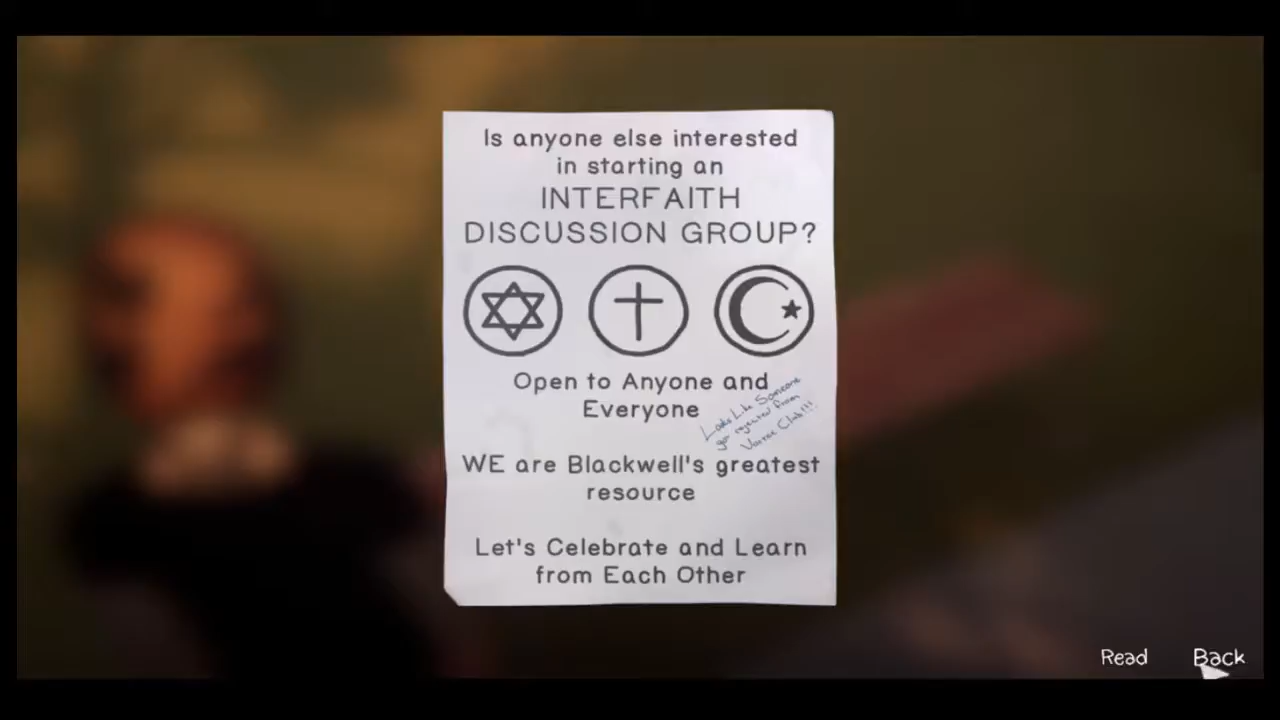 Is anyone else interested
in starting an
INTERFAITH
DISCUSSION GROUP?
Open to Anyone and
Everyone
Looks Like Someone
got rejected from
Vortex Club!!!
WE are Blackwell's greatest
resource
Let's Celebrate and Learn
from Each Other
Read
Back